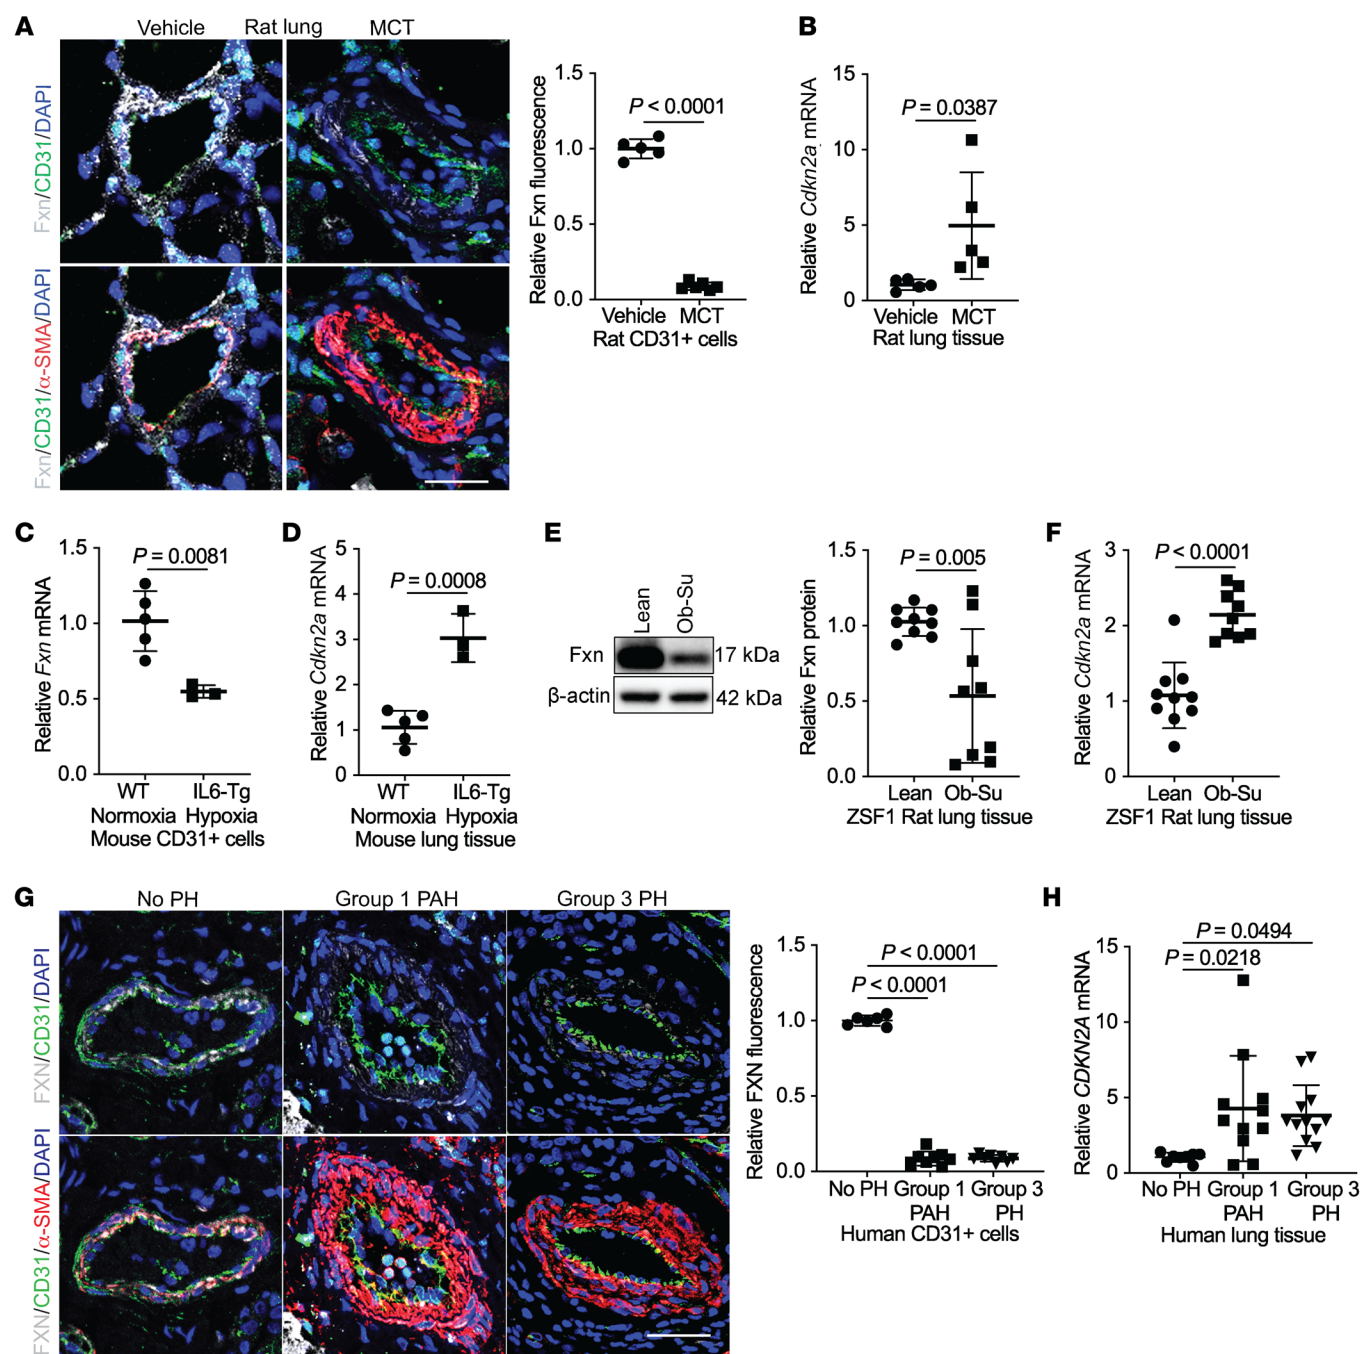 A
Vehicle Rat lung MCT
Fxn/CD31/DAPI
Fxn/CD31/α-SMA/DAPI
Relative Fxn fluorescence
1.5
1.0
0.5
0.0
P < 0.0001
Vehicle MCT
Rat CD31+ cells
B
Relative Cdkn2a mRNA
15
10
5
0
P = 0.0387
Vehicle MCT
Rat lung tissue
C
Relative Fxn mRNA
1.5
1.0
0.5
0.0
P = 0.0081
WT IL6-Tg
Normoxia Hypoxia
Mouse CD31+ cells
D
Relative Cdkn2a mRNA
5
4
3
2
1
0
P = 0.0008
WT IL6-Tg
Normoxia Hypoxia
Mouse lung tissue
E
Lean Ob-Su
Fxn 17 kDa
β-actin 42 kDa
Relative Fxn protein
1.5
1.0
0.5
0.0
P = 0.005
Lean Ob-Su
ZSF1 Rat lung tissue
F
Relative Cdkn2a mRNA
3
2
1
0
P < 0.0001
Lean Ob-Su
ZSF1 Rat lung tissue
G
No PH Group 1 PAH Group 3 PH
FXN/CD31/DAPI
FXN/CD31/α-SMA/DAPI
Relative FXN fluorescence
1.5
1.0
0.5
0.0
P < 0.0001
P < 0.0001
No PH Group 1 Group 3
PAH PH
Human CD31+ cells
H
Relative CDKN2A mRNA
15
10
5
0
P = 0.0494
P = 0.0218
No PH Group 1 Group 3
PAH PH
Human lung tissue